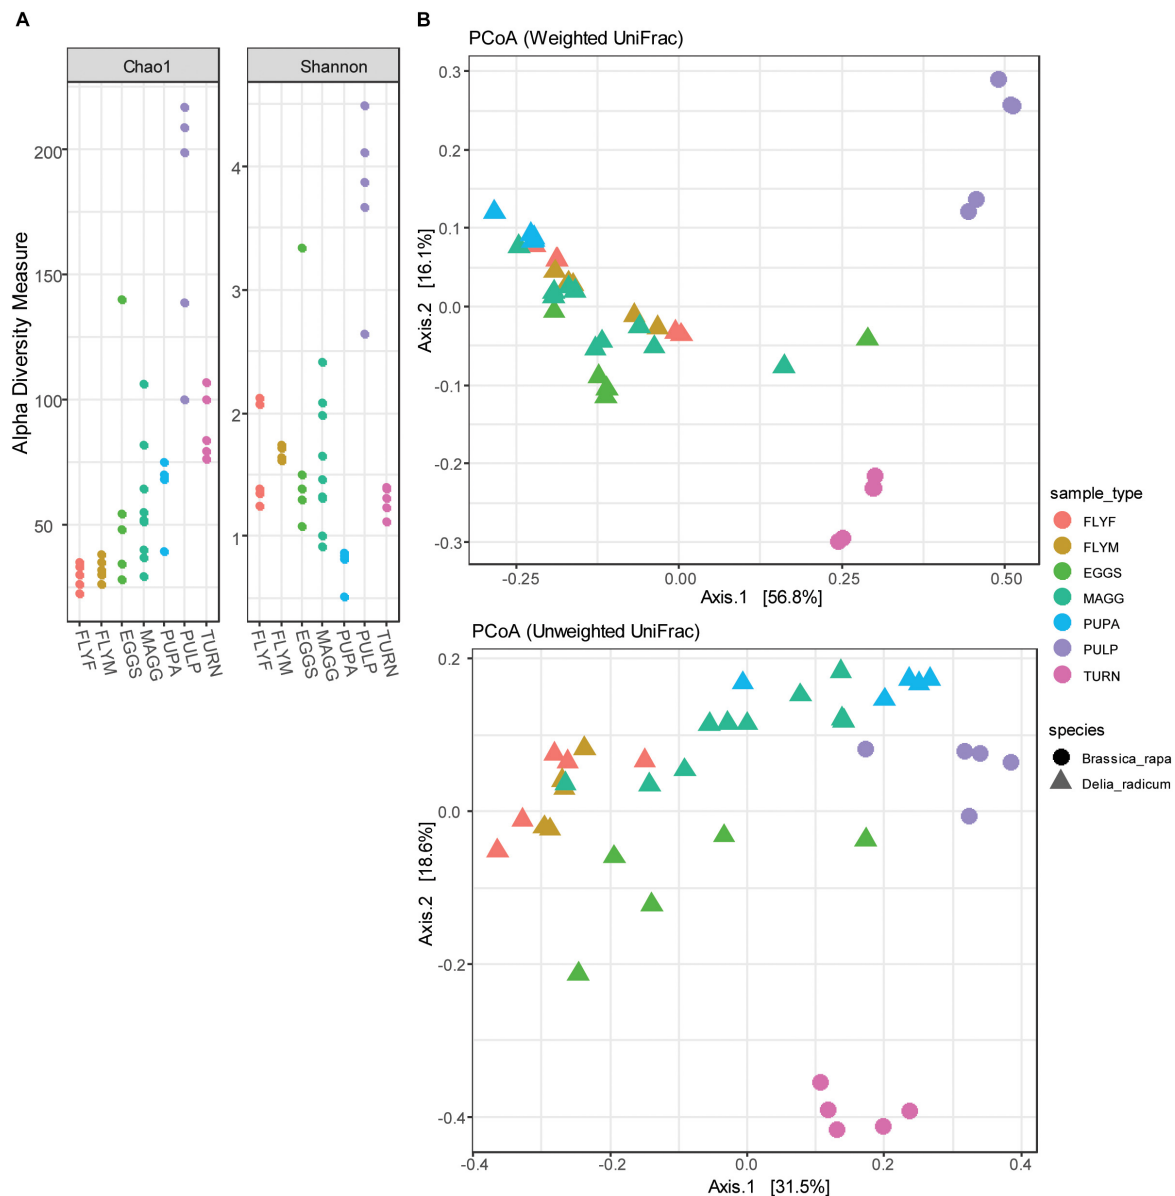 A
B
Chao1
Shannon
Alpha Diversity Measure
200
150
100
50
4
3
2
1
FLYF
FLYM
EGGS
MAGG
PUPA
PULP
TURN
FLYF
FLYM
EGGS
MAGG
PUPA
PULP
TURN
PCoA (Weighted UniFrac)
Axis.2 [16.1%]
0.3
0.2
0.1
0.0
-0.1
-0.2
-0.3
-0.25 0.00 0.25 0.50
Axis.1 [56.8%]
PCoA (Unweighted UniFrac)
Axis.2 [18.6%]
0.2
0.0
-0.2
-0.4
-0.4 -0.2 0.0 0.2 0.4
Axis.1 [31.5%]
sample_type
FLYF
FLYM
EGGS
MAGG
PUPA
PULP
TURN
species
Brassica_rapa
Delia_radicum